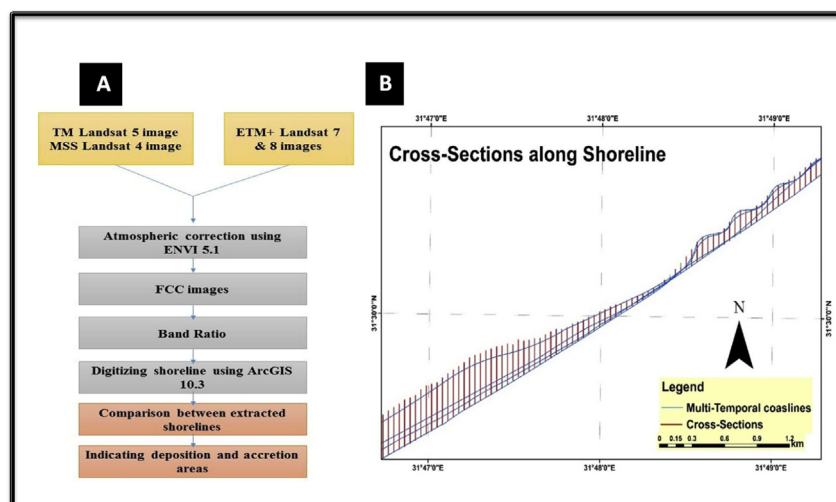 A
TM Landsat 5 image
MSS Landsat 4 image
ETM+ Landsat 7
& 8 images
Atmospheric correction using
ENVI 5.1
FCC images
Band Ratio
Digitizing shoreline using ArcGIS
10.3
Comparison between extracted
shorelines
Indicating deposition and accretion
areas
B
31°47'0"E
31°48'0"E
31°49'0"E
Cross-Sections along Shoreline
31°30'0"N
31°30'0"N
N
Legend
Multi-Temporal coaslines
Cross-Sections
0 0.15 0.3 0.6 0.9 1.2
km
31°47'0"E
31°48'0"E
31°49'0"E